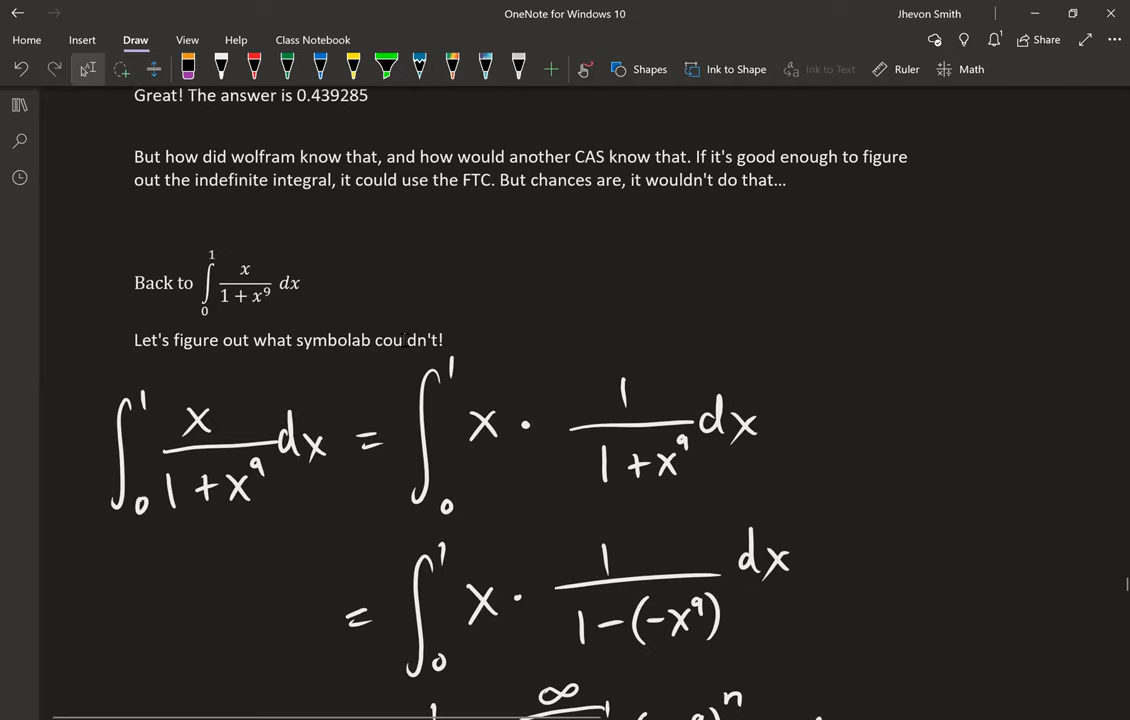 OneNote for Windows 10
Jhevon Smith
Home Insert Draw View Help Class Notebook
Share
Shapes Ink to Shape Ink to Text Ruler Math
Great! The answer is 0.439285
But how did wolfram know that, and how would another CAS know that. If it's good enough to figure
out the indefinite integral, it could use the FTC. But chances are, it wouldn't do that...
Back to ∫₀¹ x/(1 + x⁹) dx
Let's figure out what symbolab coudn't!
∫₀¹ x/(1 + x⁹) dx = ∫₀¹ x · 1/(1 + x⁹) dx
= ∫₀¹ x · 1/(1 − (−x⁹)) dx
∞
n